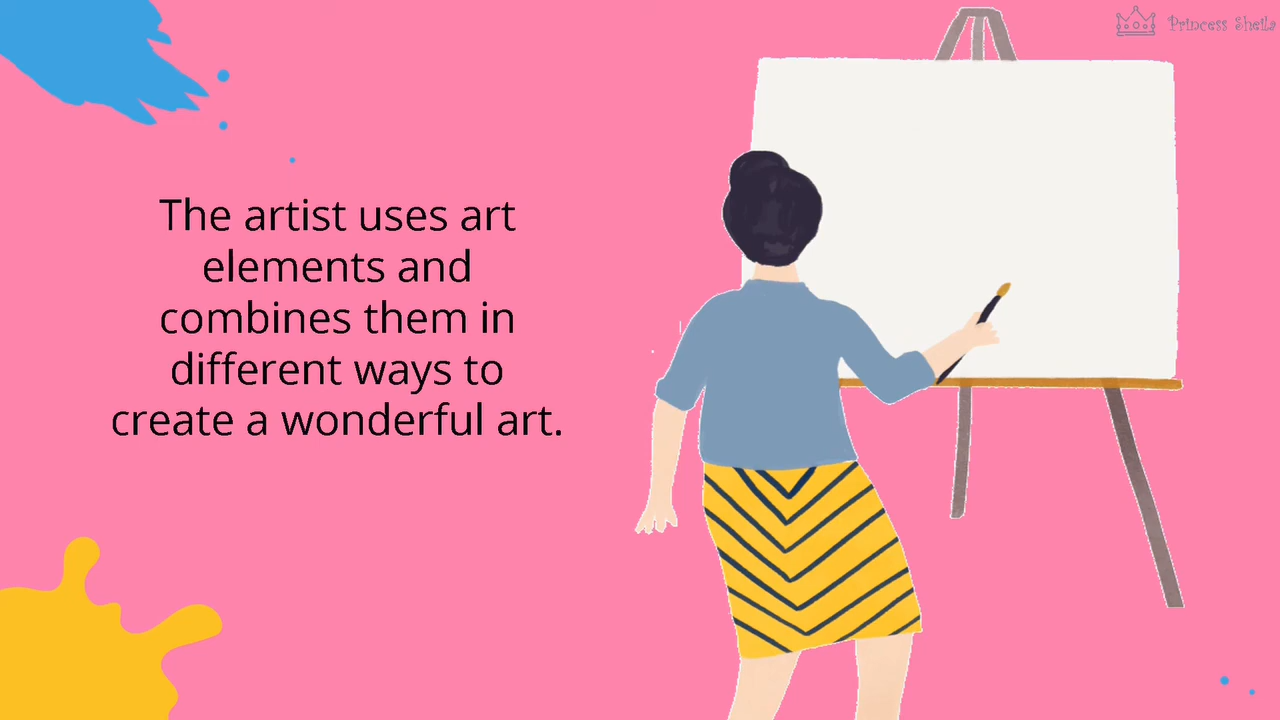 Princess Sheila
The artist uses art
elements and
combines them in
different ways to
create a wonderful art.